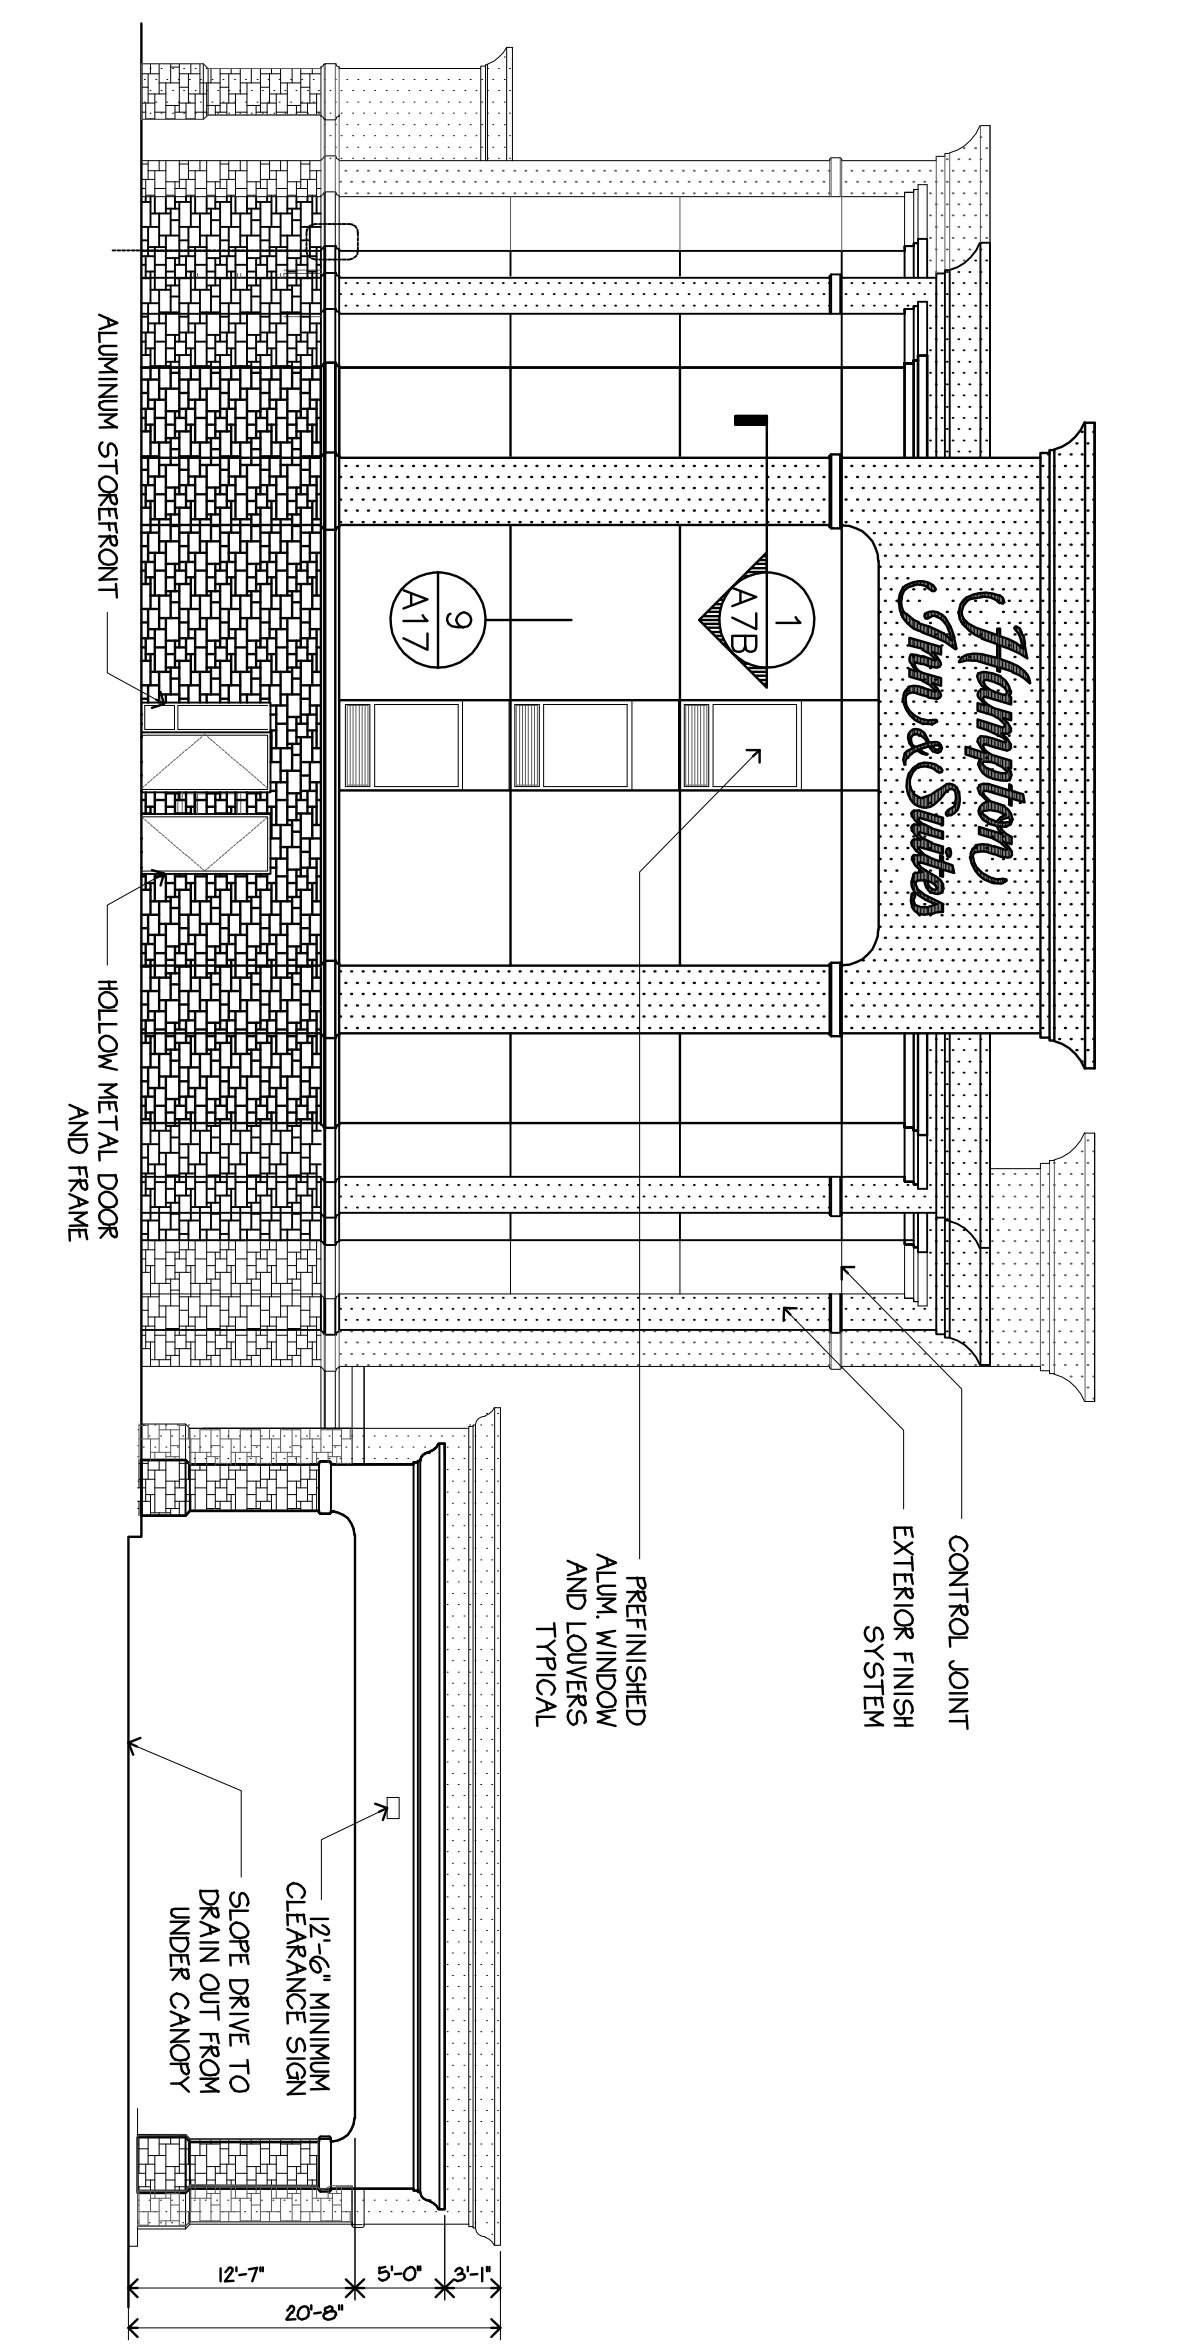 Hampton
Inn & Suites
1
A7B
9
A17
CONTROL JOINT
EXTERIOR FINISH
SYSTEM
PREFINISHED
ALUM. WINDOW
AND LOUVERS
TYPICAL
12'-6" MINIMUM
CLEARANCE SIGN
SLOPE DRIVE TO
DRAIN OUT FROM
UNDER CANOPY
3'-1"
5'-0"
12'-7"
20'-8"
ALUMINUM STOREFRONT
HOLLOW METAL DOOR
AND FRAME